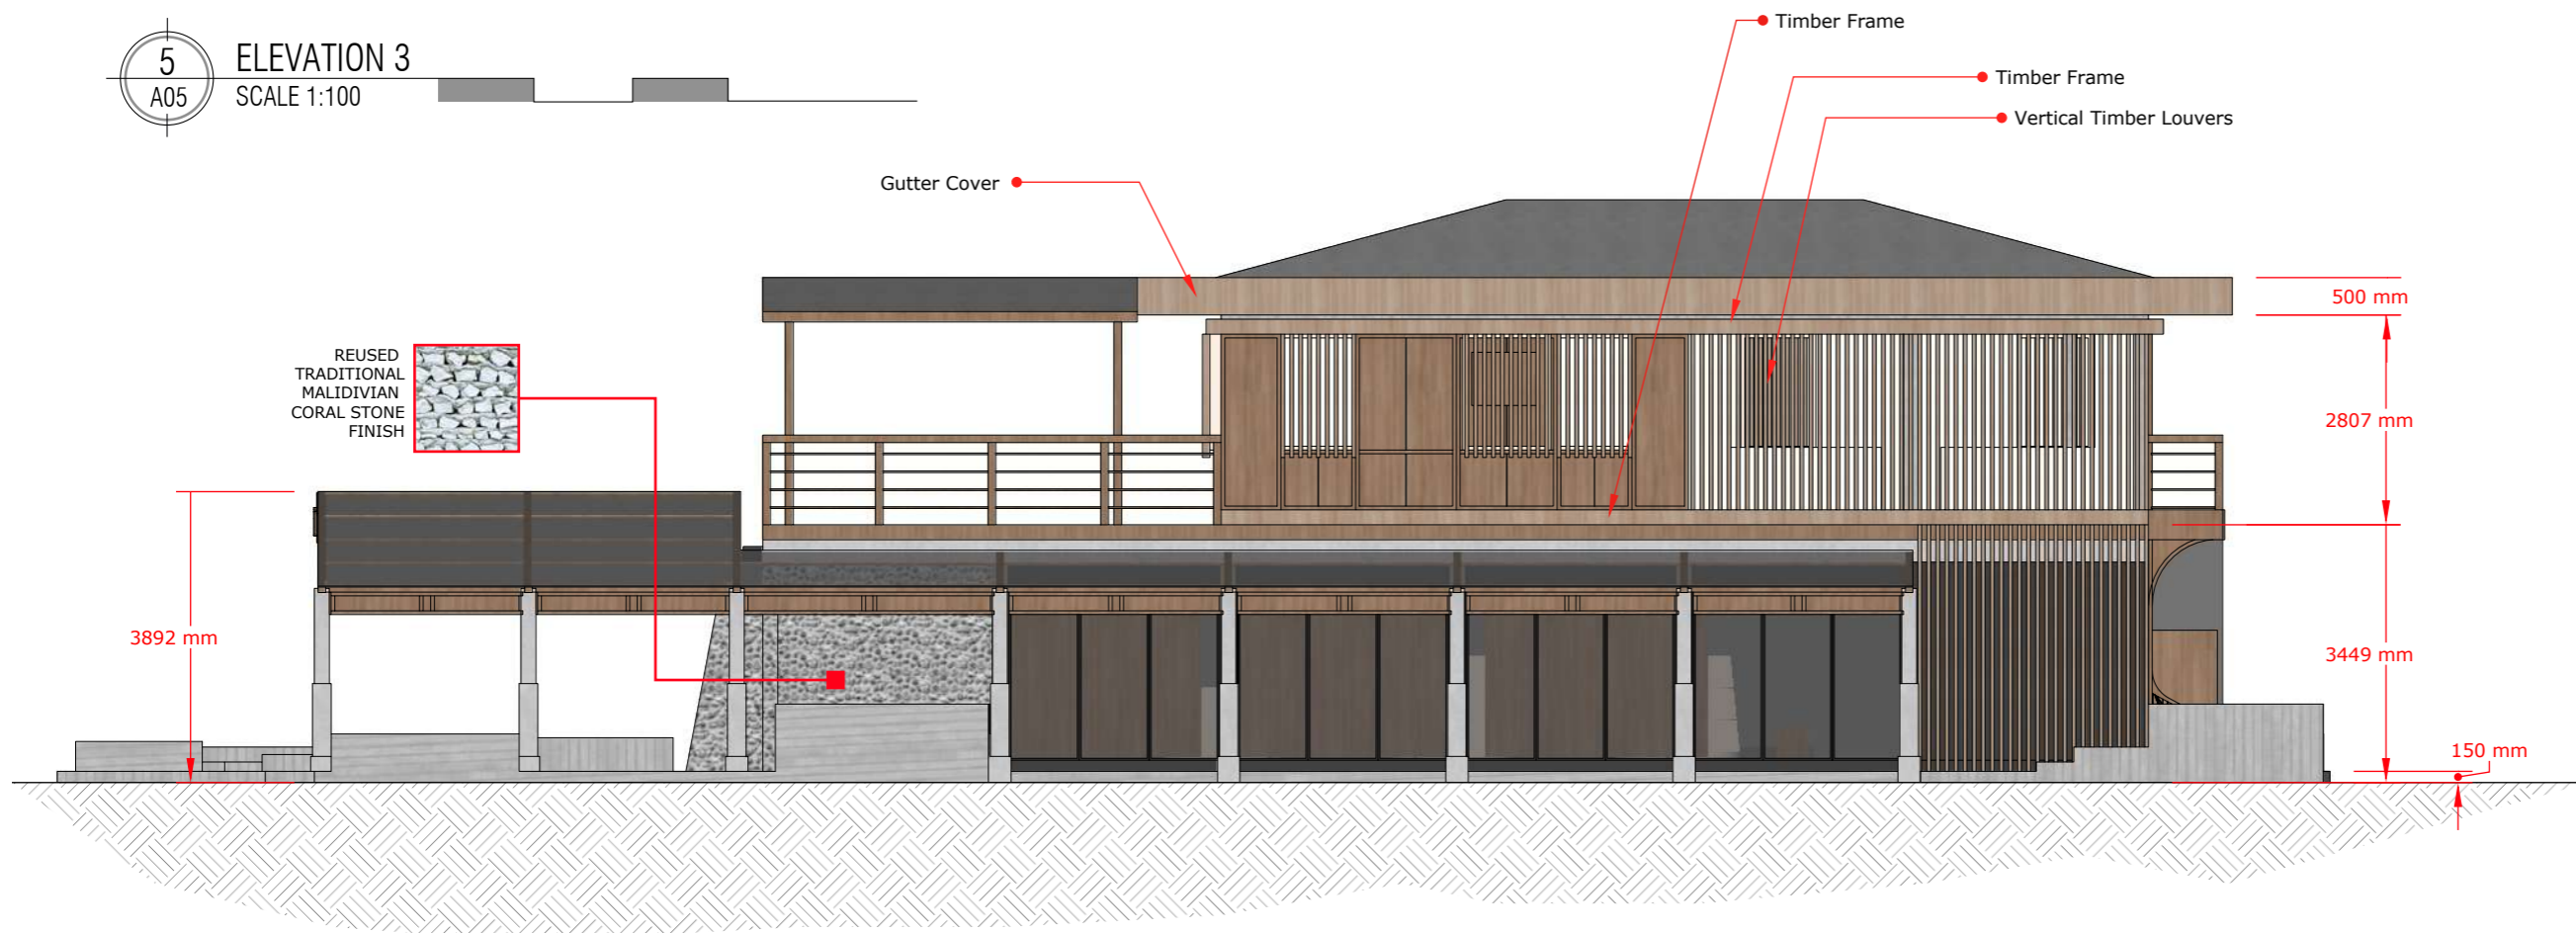 5
A05
ELEVATION 3
SCALE 1:100
Timber Frame
Timber Frame
Vertical Timber Louvers
Gutter Cover
REUSED
TRADITIONAL
MALIDIVIAN
CORAL STONE
FINISH
500 mm
2807 mm
3892 mm
3449 mm
150 mm